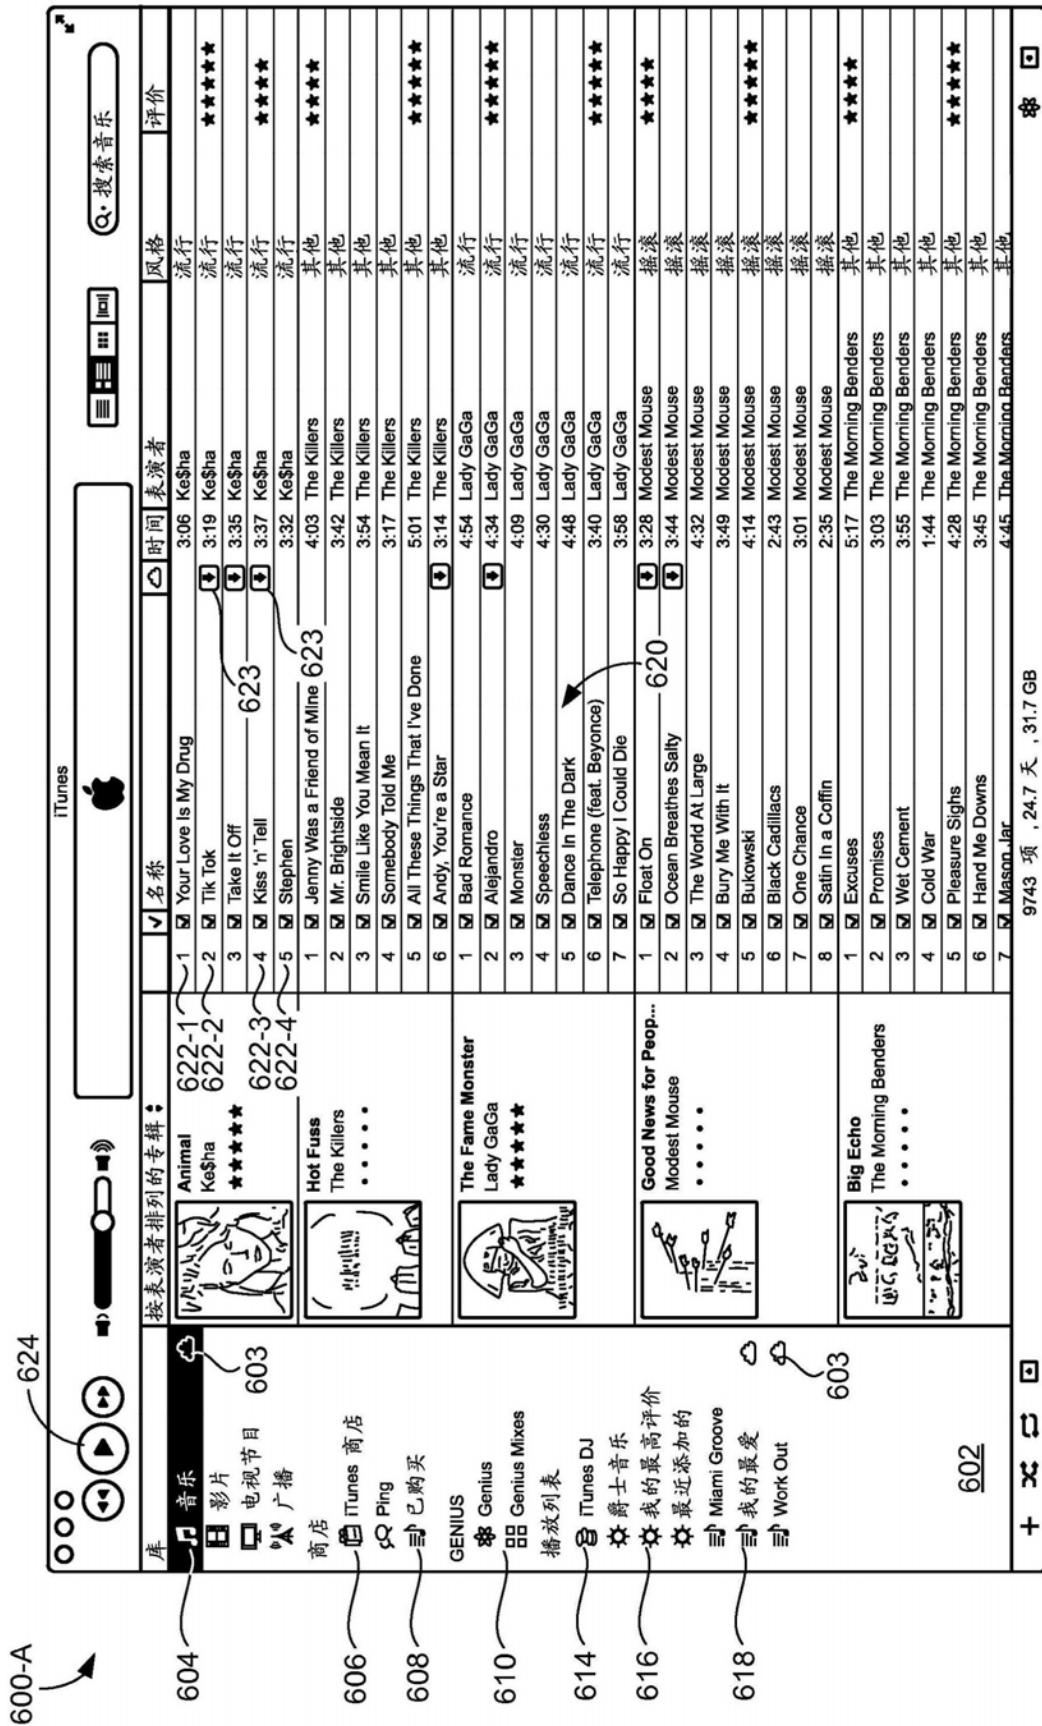 600-A
624
iTunes
搜索音乐
库
音乐
影片
电视节目
广播
商店
iTunes 商店
Ping
已购买
GENIUS
Genius
Genius Mixes
播放列表
iTunes DJ
爵士音乐
我的最高评价
最近添加的
Miami Groove
我的最爱
Work Out
602
603
603
604
606
608
610
614
616
618
按表演者排列的专辑
Animal
Ke$ha
★★★★★
Hot Fuss
The Killers
• • • • •
The Fame Monster
Lady GaGa
★★★★★
Good News for Peop...
Modest Mouse
• • • • •
Big Echo
The Morning Benders
• • • • •
622-1
622-2
622-3
622-4
623
623
620
✓ 名称 时间 表演者 风格 评价
1 Your Love Is My Drug 3:06 Ke$ha 流行
2 Tik Tok 3:19 Ke$ha 流行 ★★★★★
3 Take It Off 3:35 Ke$ha 流行
4 Kiss 'n' Tell 3:37 Ke$ha 流行 ★★★★
5 Stephen 3:32 Ke$ha 流行
1 Jenny Was a Friend of Mine 4:03 The Killers 其他 ★★★★
2 Mr. Brightside 3:42 The Killers 其他
3 Smile Like You Mean It 3:54 The Killers 其他
4 Somebody Told Me 3:17 The Killers 其他
5 All These Things That I've Done 5:01 The Killers 其他 ★★★★★
6 Andy, You're a Star 3:14 The Killers 其他
1 Bad Romance 4:54 Lady GaGa 流行
2 Alejandro 4:34 Lady GaGa 流行 ★★★★★
3 Monster 4:09 Lady GaGa 流行
4 Speechless 4:30 Lady GaGa 流行
5 Dance In The Dark 4:48 Lady GaGa 流行
6 Telephone (feat. Beyonce) 3:40 Lady GaGa 流行 ★★★★★
7 So Happy I Could Die 3:58 Lady GaGa 流行
1 Float On 3:28 Modest Mouse 摇滚 ★★★★
2 Ocean Breathes Salty 3:44 Modest Mouse 摇滚
3 The World At Large 4:32 Modest Mouse 摇滚
4 Bury Me With It 3:49 Modest Mouse 摇滚
5 Bukowski 4:14 Modest Mouse 摇滚 ★★★★★
6 Black Cadillacs 2:43 Modest Mouse 摇滚
7 One Chance 3:01 Modest Mouse 摇滚
8 Satin In a Coffin 2:35 Modest Mouse 摇滚
1 Excuses 5:17 The Morning Benders 其他 ★★★★
2 Promises 3:03 The Morning Benders 其他
3 Wet Cement 3:55 The Morning Benders 其他
4 Cold War 1:44 The Morning Benders 其他
5 Pleasure Sighs 4:28 The Morning Benders 其他 ★★★★★
6 Hand Me Downs 3:45 The Morning Benders 其他
7 Mason Jar 4:45 The Morning Benders 其他
9743 项 , 24.7 天 , 31.7 GB